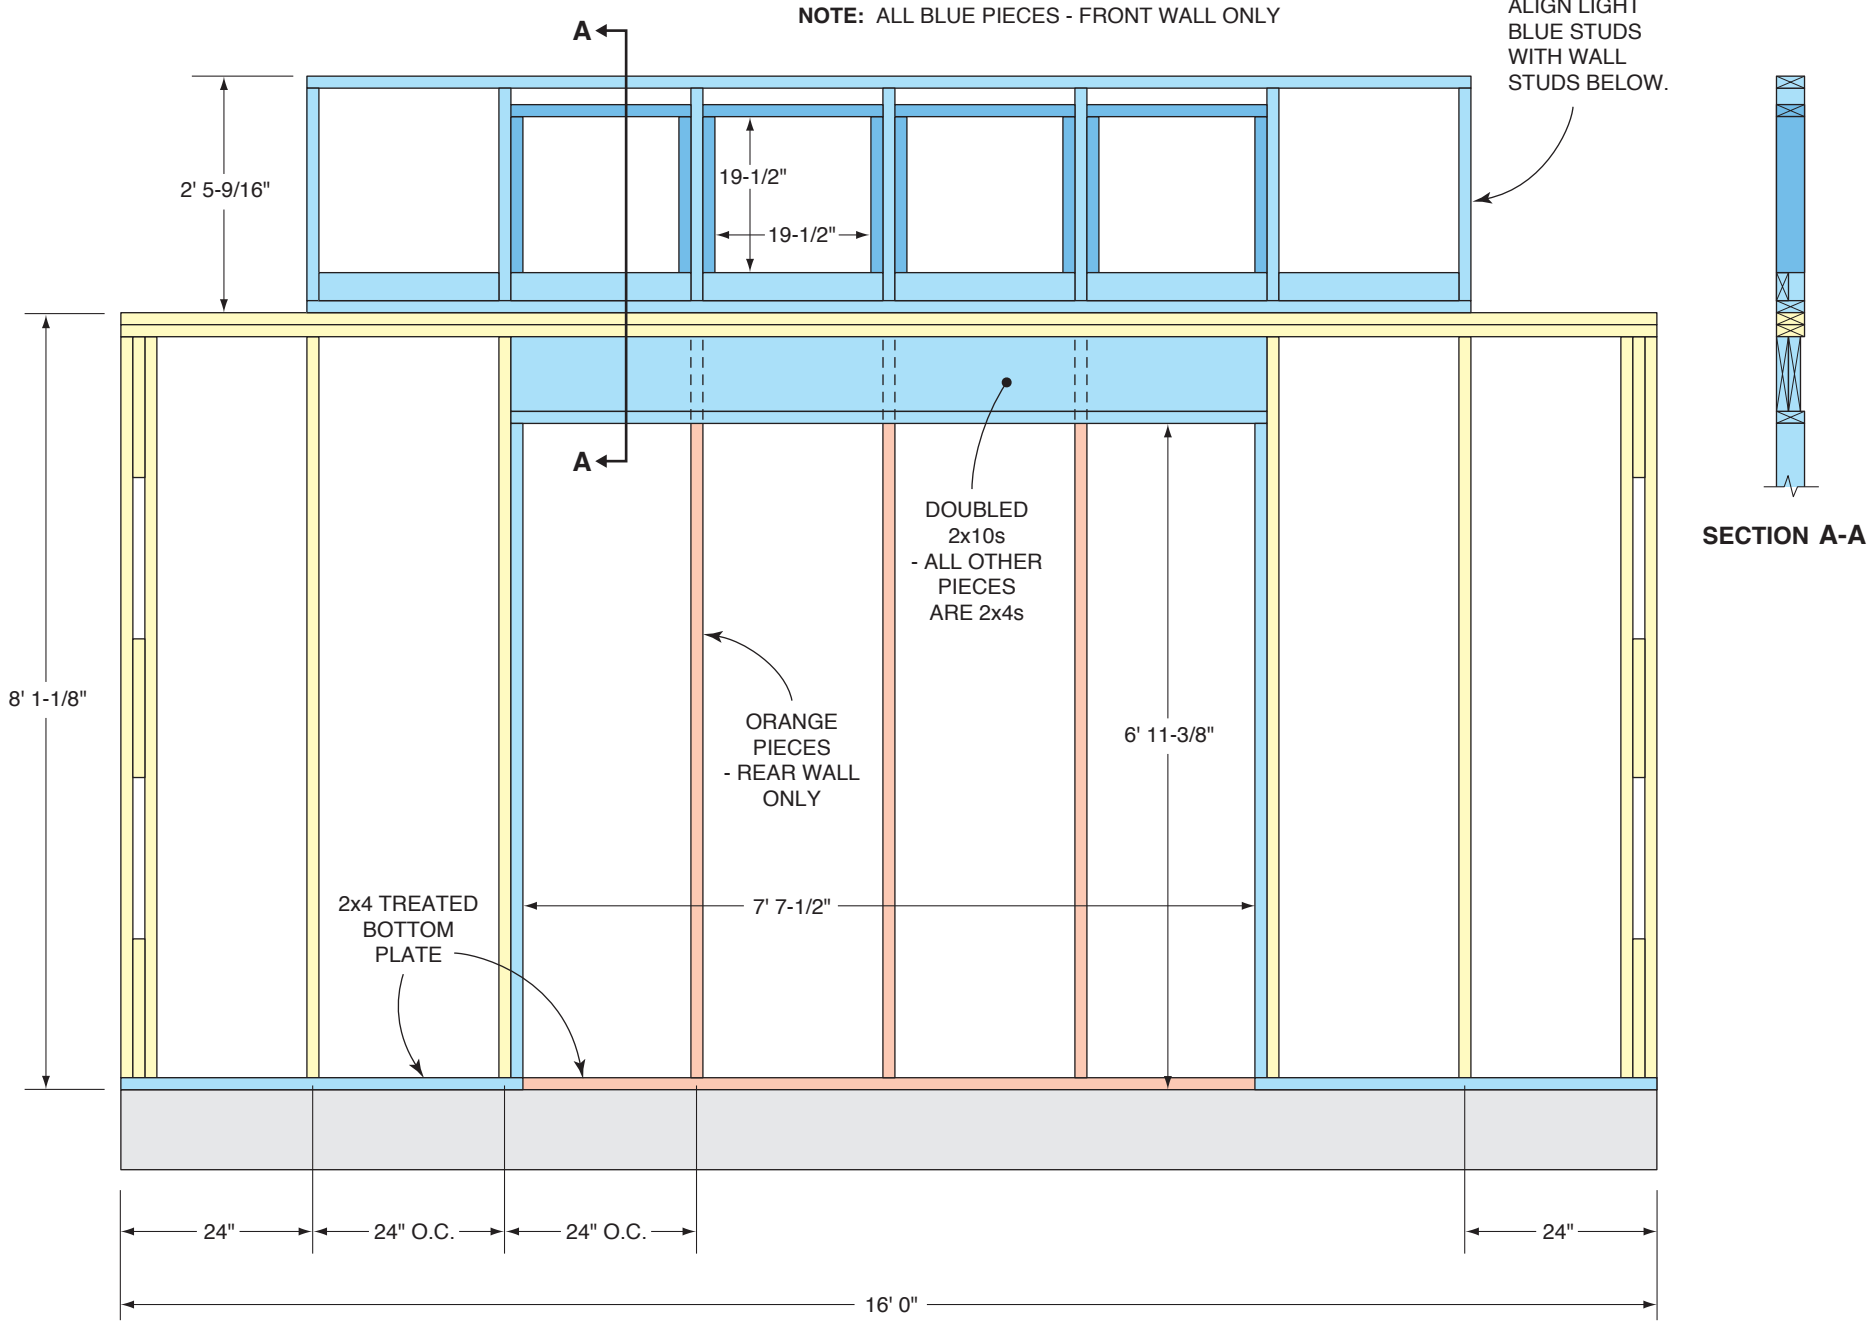 NOTE: ALL BLUE PIECES - FRONT WALL ONLY
ALIGN LIGHT
BLUE STUDS
WITH WALL
STUDS BELOW.
A
2' 5-9/16"
19-1/2"
19-1/2"
A
8' 1-1/8"
DOUBLED
2x10s
- ALL OTHER
PIECES
ARE 2x4s
SECTION A-A
ORANGE
PIECES
- REAR WALL
ONLY
6' 11-3/8"
7' 7-1/2"
2x4 TREATED
BOTTOM
PLATE
24"
24" O.C.
24" O.C.
24"
16' 0"